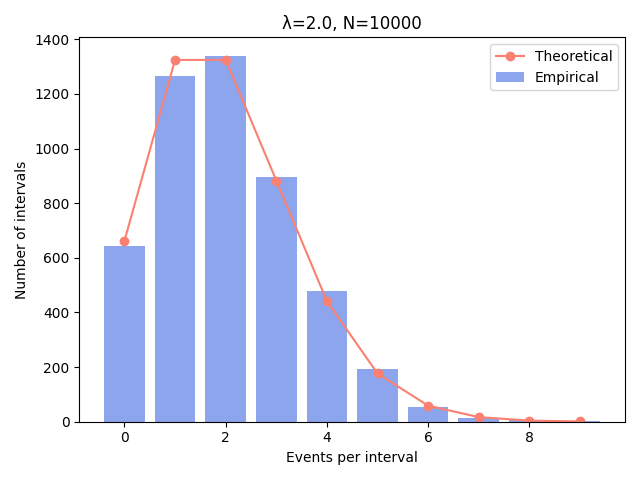 λ=2.0, N=10000
Theoretical
Empirical
Number of intervals
1400
1200
1000
800
600
400
200
0
0 2 4 6 8
Events per interval